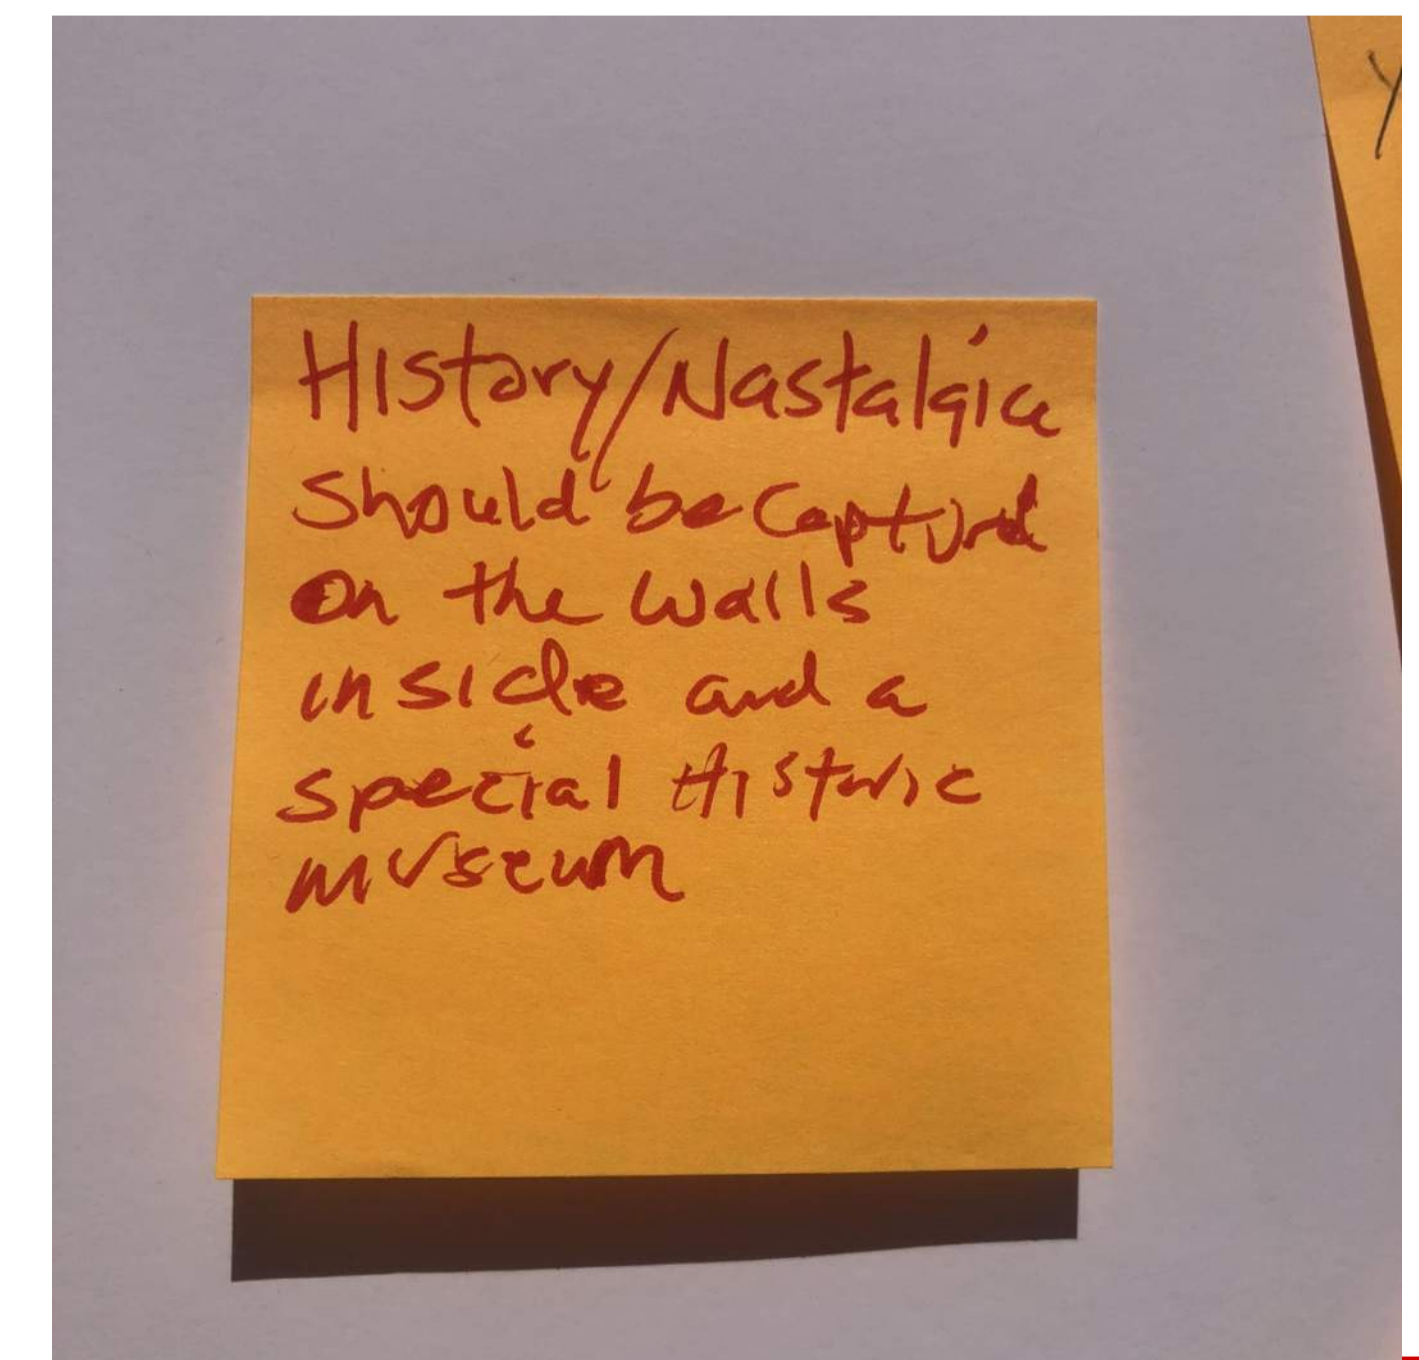 History/Nastalgia
should be captured
on the walls
inside and a
special Historic
museum